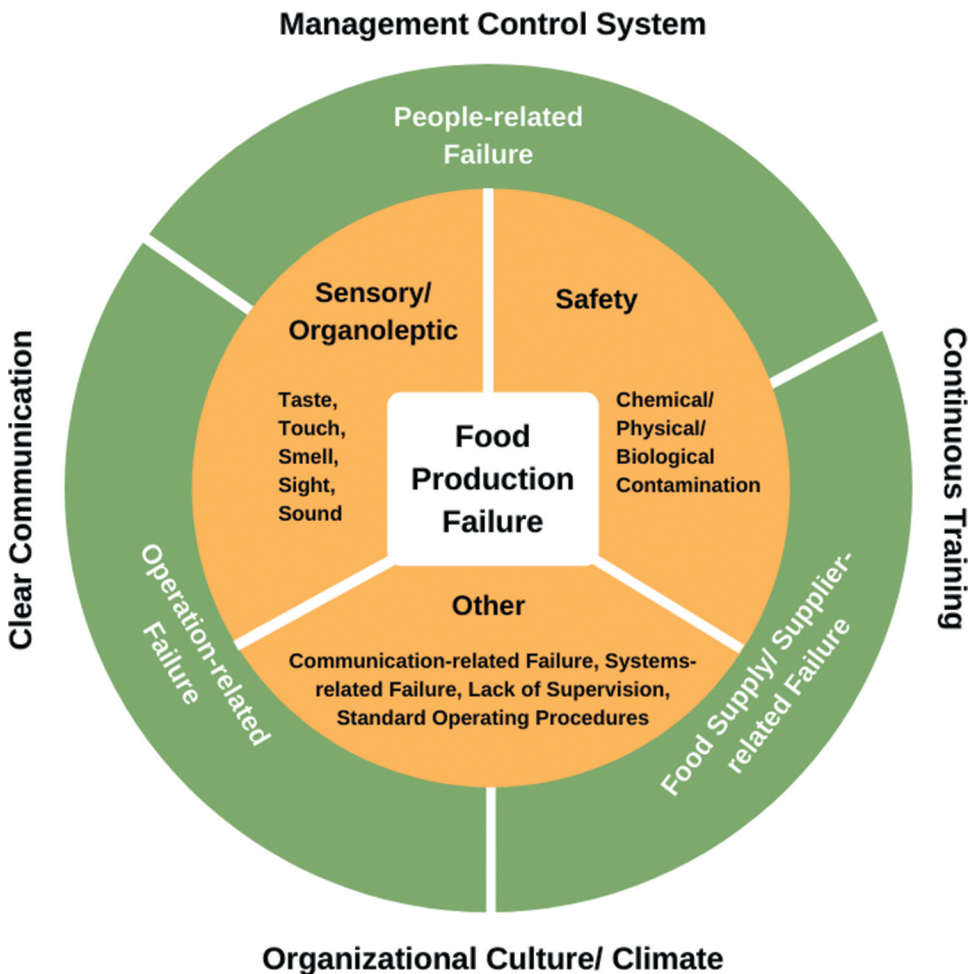 Management Control System
People-related
Failure
Sensory/
Organoleptic
Taste,
Touch,
Smell,
Sight,
Sound
Safety
Chemical/
Physical/
Biological
Contamination
Food
Production
Failure
Other
Communication-related Failure, Systems-
related Failure, Lack of Supervision,
Standard Operating Procedures
Operation-related
Failure
Food Supply/ Supplier-
related Failure
Clear Communication
Continuous Training
Organizational Culture/ Climate